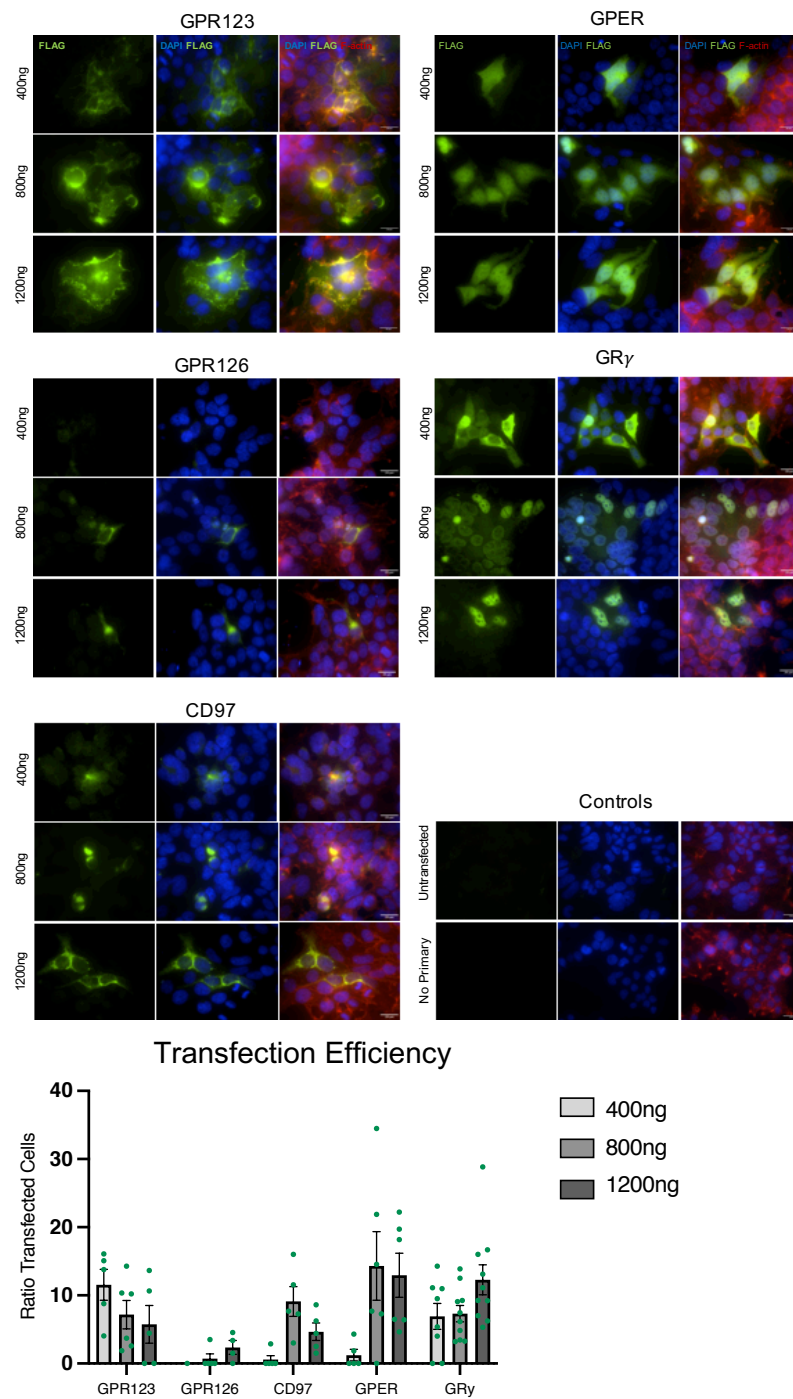 GPR123
FLAG
DAPI FLAG
DAPI FLAG F-actin
400ng
800ng
1200ng
GPER
FLAG
DAPI FLAG
DAPI FLAG F-actin
400ng
800ng
1200ng
GPR126
400ng
800ng
1200ng
GRγ
400ng
800ng
1200ng
CD97
400ng
800ng
1200ng
Controls
Untransfected
No Primary
Transfection Efficiency
Ratio Transfected Cells
40
30
20
10
0
GPR123
GPR126
CD97
GPER
GRy
400ng
800ng
1200ng